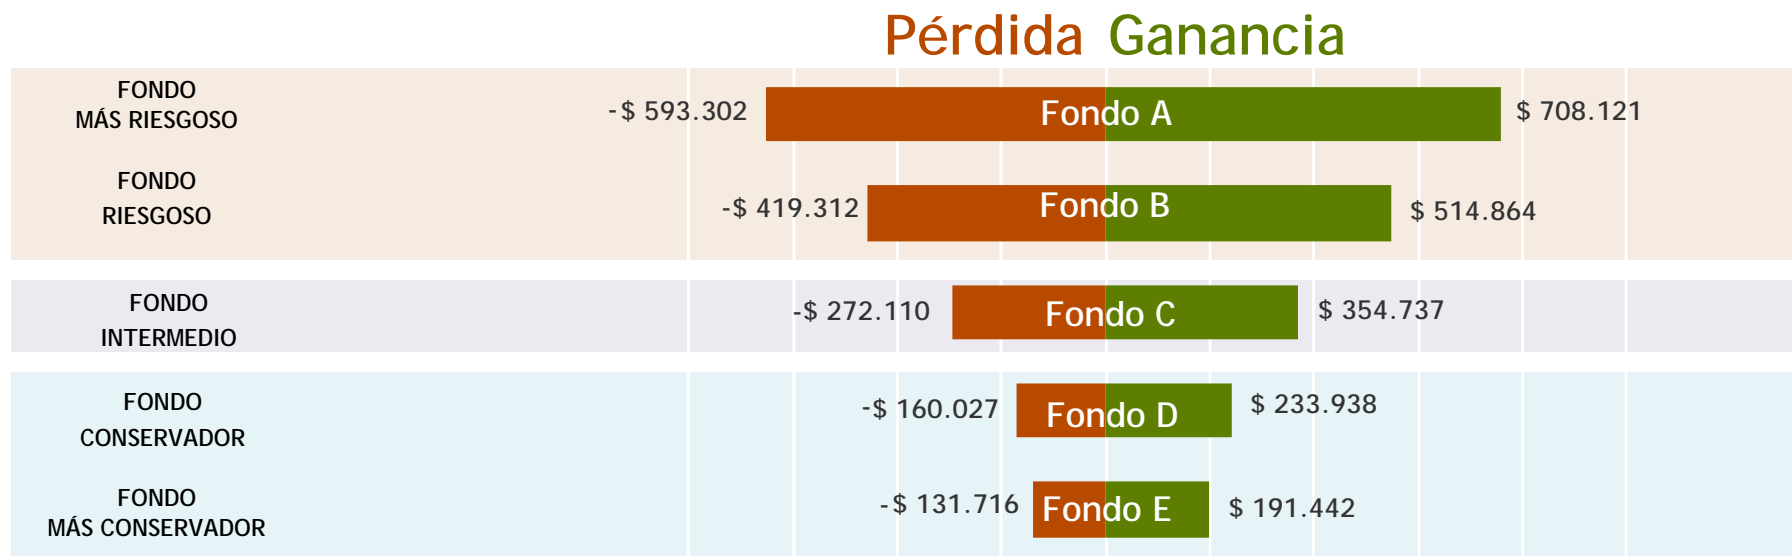 Pérdida Ganancia
FONDO
MÁS RIESGOSO
-$ 593.302
Fondo A
$ 708.121
FONDO
RIESGOSO
-$ 419.312
Fondo B
$ 514.864
FONDO
INTERMEDIO
-$ 272.110
Fondo C
$ 354.737
FONDO
CONSERVADOR
-$ 160.027
Fondo D
$ 233.938
FONDO
MÁS CONSERVADOR
-$ 131.716
Fondo E
$ 191.442